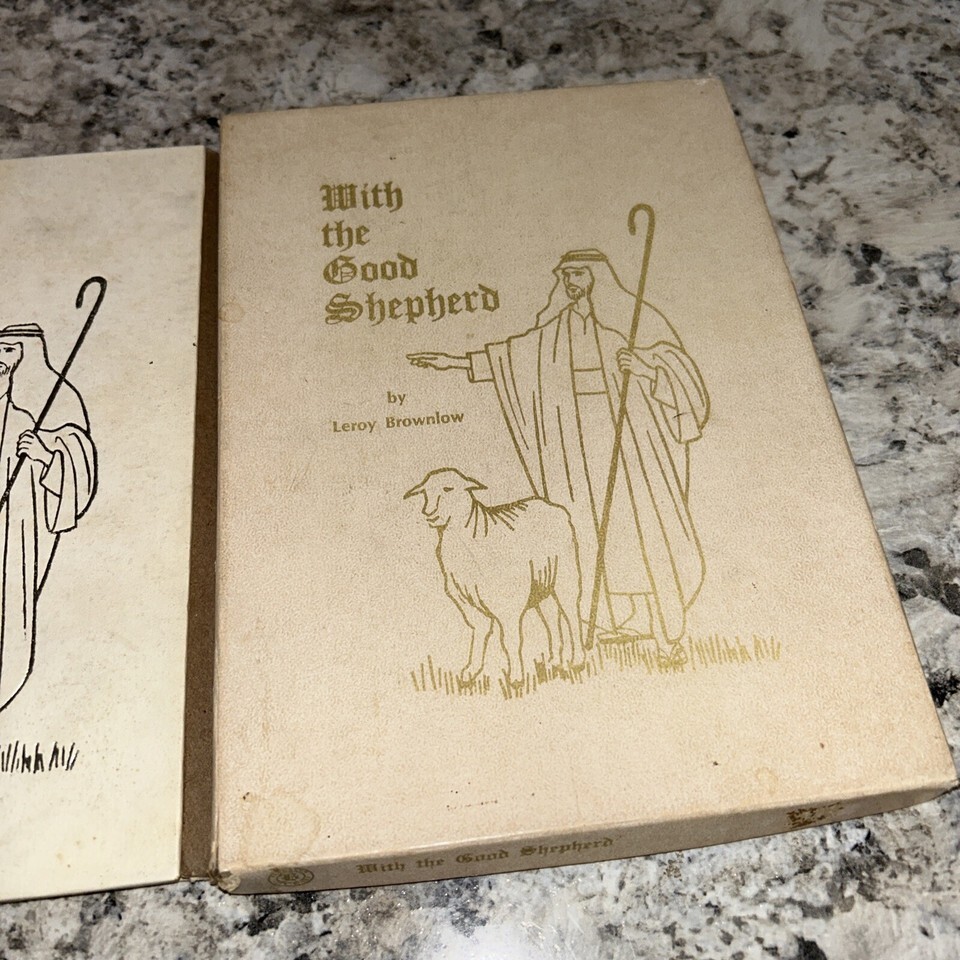 With
the
Good
Shepherd
by
Leroy Brownlow
With the Good Shepherd